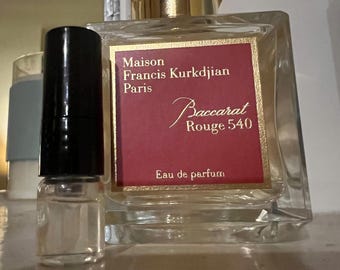 Maison
Francis Kurkdjian
Paris
Baccarat
Rouge 540
Eau de parfum